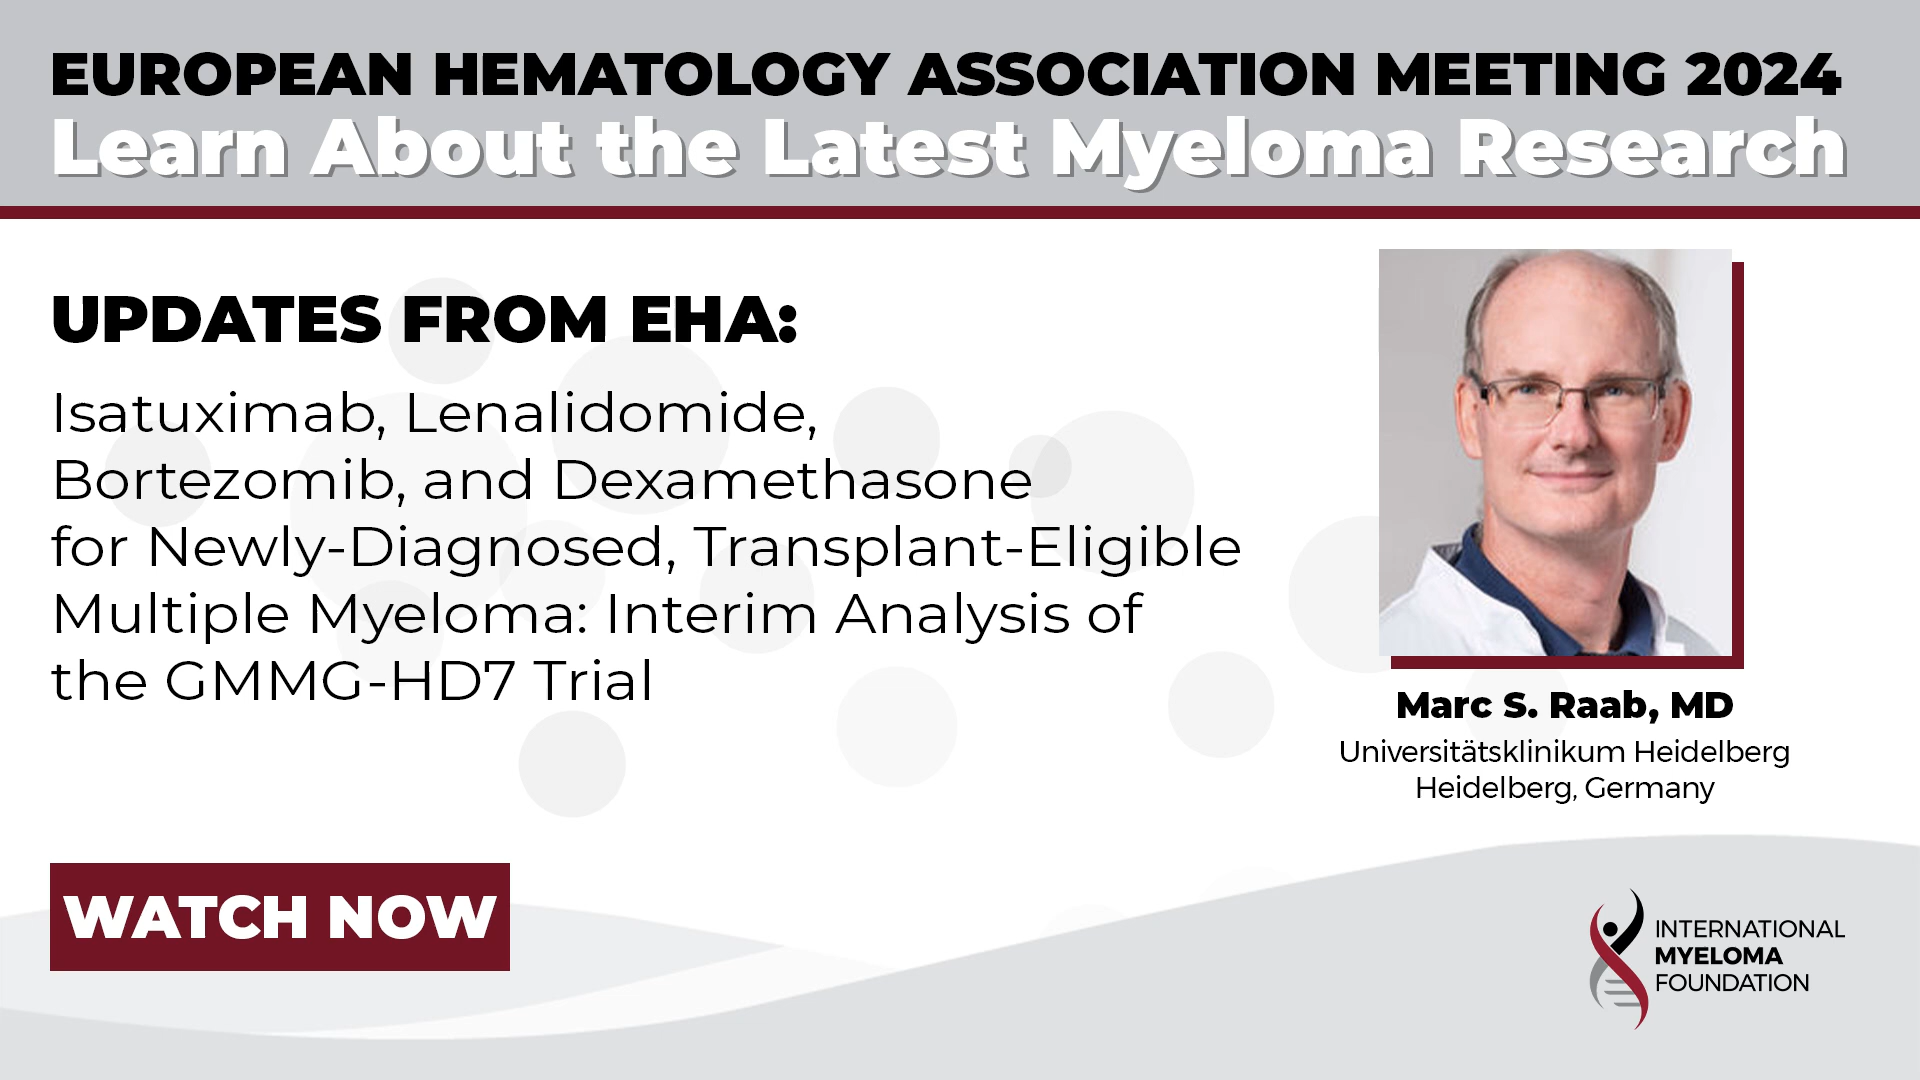 EUROPEAN HEMATOLOGY ASSOCIATION MEETING 2024
Learn About the Latest Myeloma Research
UPDATES FROM EHA:
Isatuximab, Lenalidomide,
Bortezomib, and Dexamethasone
for Newly-Diagnosed, Transplant-Eligible
Multiple Myeloma: Interim Analysis of
the GMMG-HD7 Trial
Marc S. Raab, MD
Universitätsklinikum Heidelberg
Heidelberg, Germany
WATCH NOW
INTERNATIONAL
MYELOMA
FOUNDATION